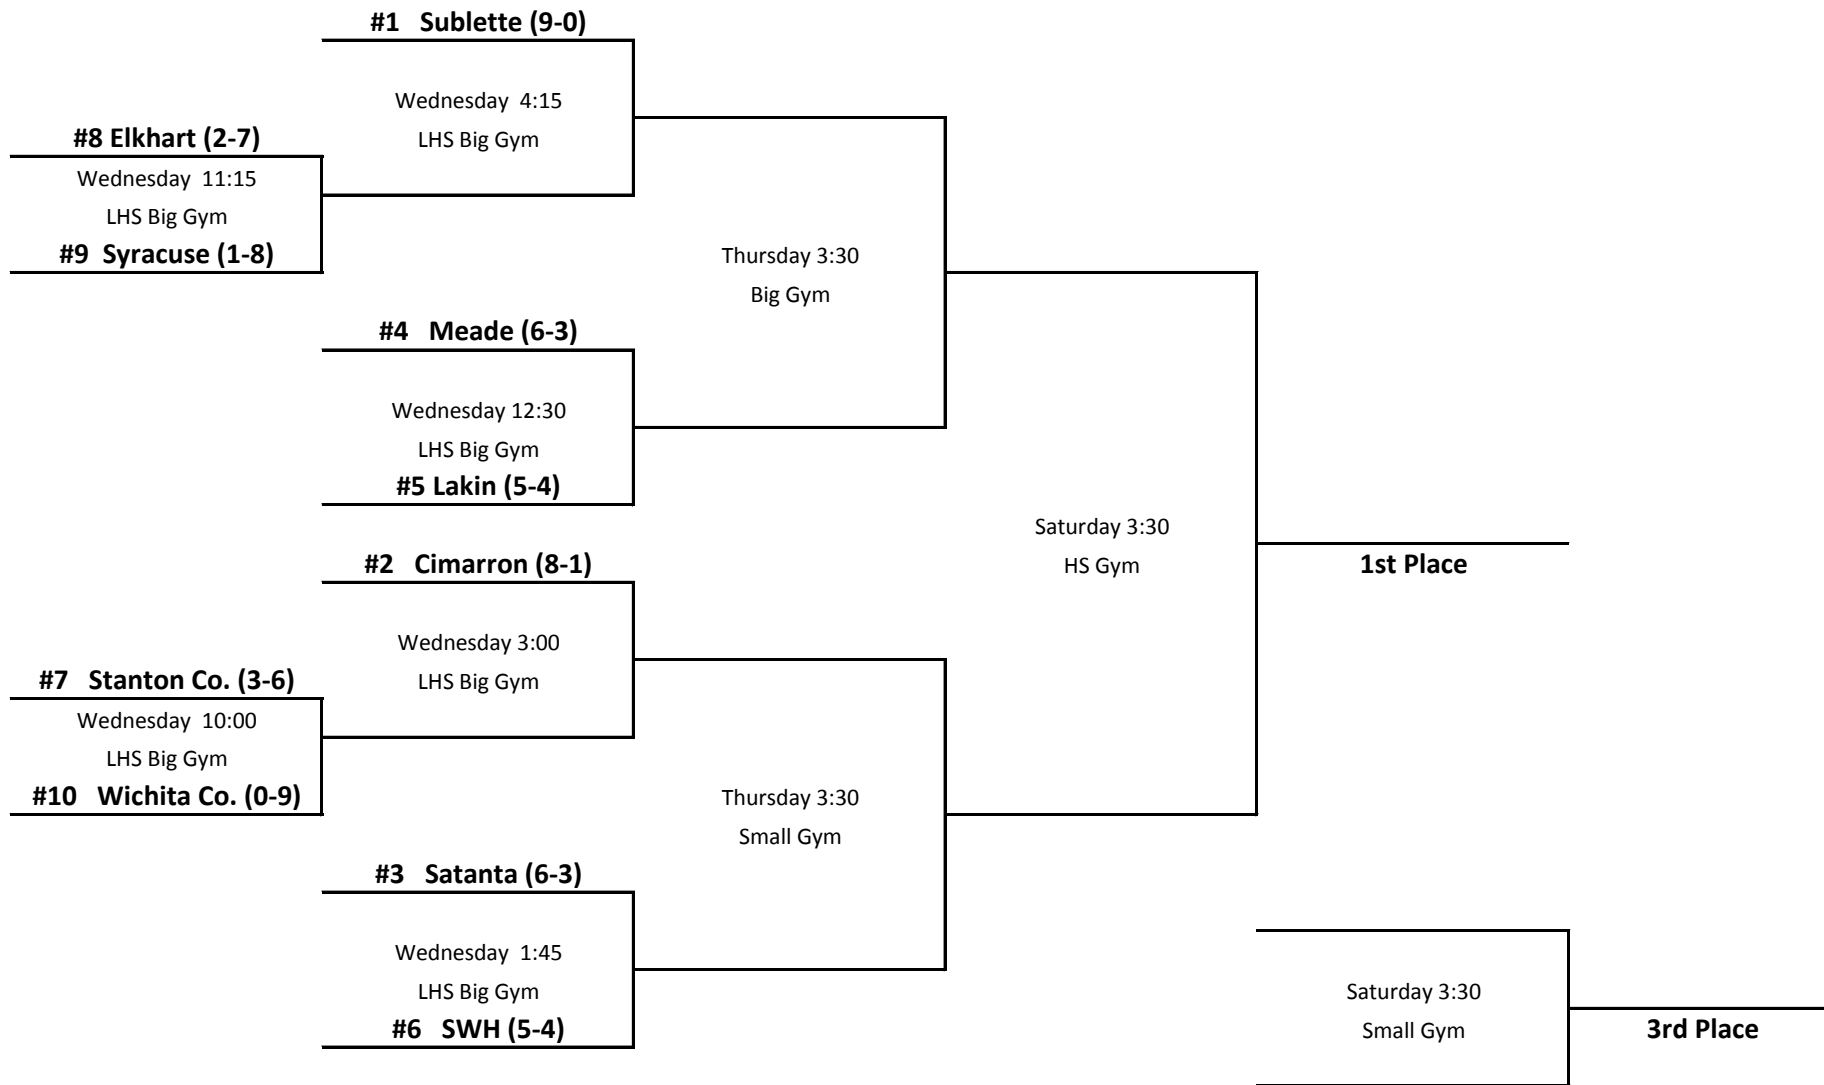 #1 Sublette (9-0)
Wednesday 4:15
LHS Big Gym
#8 Elkhart (2-7)
Wednesday 11:15
LHS Big Gym
#9 Syracuse (1-8)
Thursday 3:30
Big Gym
#4 Meade (6-3)
Wednesday 12:30
LHS Big Gym
#5 Lakin (5-4)
Saturday 3:30
HS Gym
1st Place
#2 Cimarron (8-1)
Wednesday 3:00
LHS Big Gym
#7 Stanton Co. (3-6)
Wednesday 10:00
LHS Big Gym
#10 Wichita Co. (0-9)
Thursday 3:30
Small Gym
#3 Satanta (6-3)
Wednesday 1:45
LHS Big Gym
#6 SWH (5-4)
Saturday 3:30
Small Gym
3rd Place